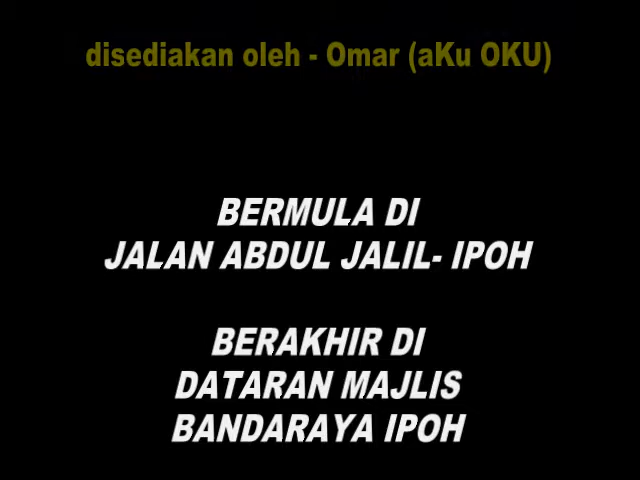 disediakan oleh - Omar (aKu OKU)
BERMULA DI
JALAN ABDUL JALIL- IPOH
BERAKHIR DI
DATARAN MAJLIS
BANDARAYA IPOH